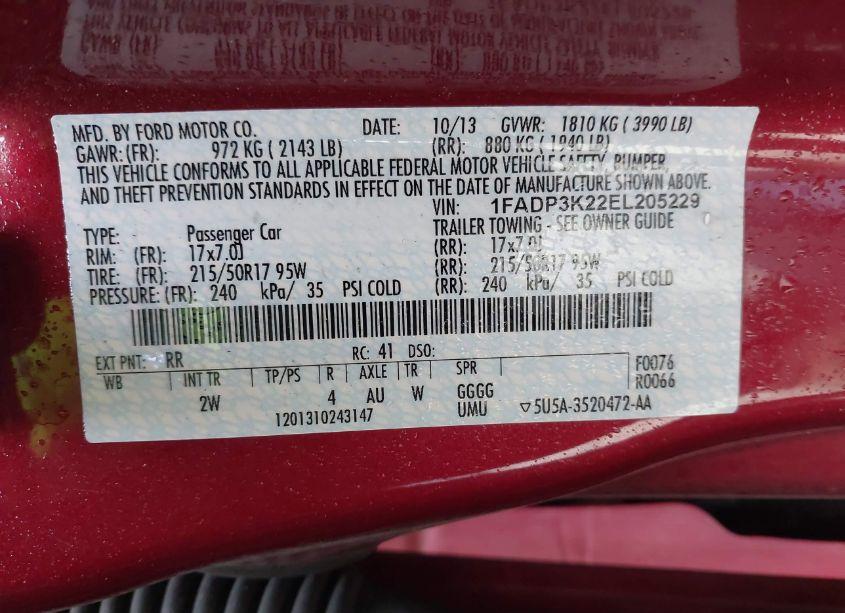 MFD. BY FORD MOTOR CO. DATE: 10/13 GVWR: 1810 KG ( 3990 LB)
GAWR:(FR): 972 KG ( 2143 LB) (RR): 880 KG ( 1940 LB)
THIS VEHICLE CONFORMS TO ALL APPLICABLE FEDERAL MOTOR VEHICLE SAFETY, BUMPER,
AND THEFT PREVENTION STANDARDS IN EFFECT ON THE DATE OF MANUFACTURE SHOWN ABOVE.
VIN: 1FADP3K22EL205229
TYPE: Passenger Car TRAILER TOWING - SEE OWNER GUIDE
RIM: (FR): 17x7.0J (RR): 17x7.0J
TIRE: (FR): 215/50R17 95W (RR): 215/50R17 95W
PRESSURE: (FR): 240 kPa/ 35 PSI COLD (RR): 240 kPa/ 35 PSI COLD
EXT PNT: RR RC: 41 DSO: F0076
WB INT TR TP/PS R AXLE TR SPR R0066
2W 4 AU W GGGG
UMU
1201310243147 ▽5U5A-3520472-AA